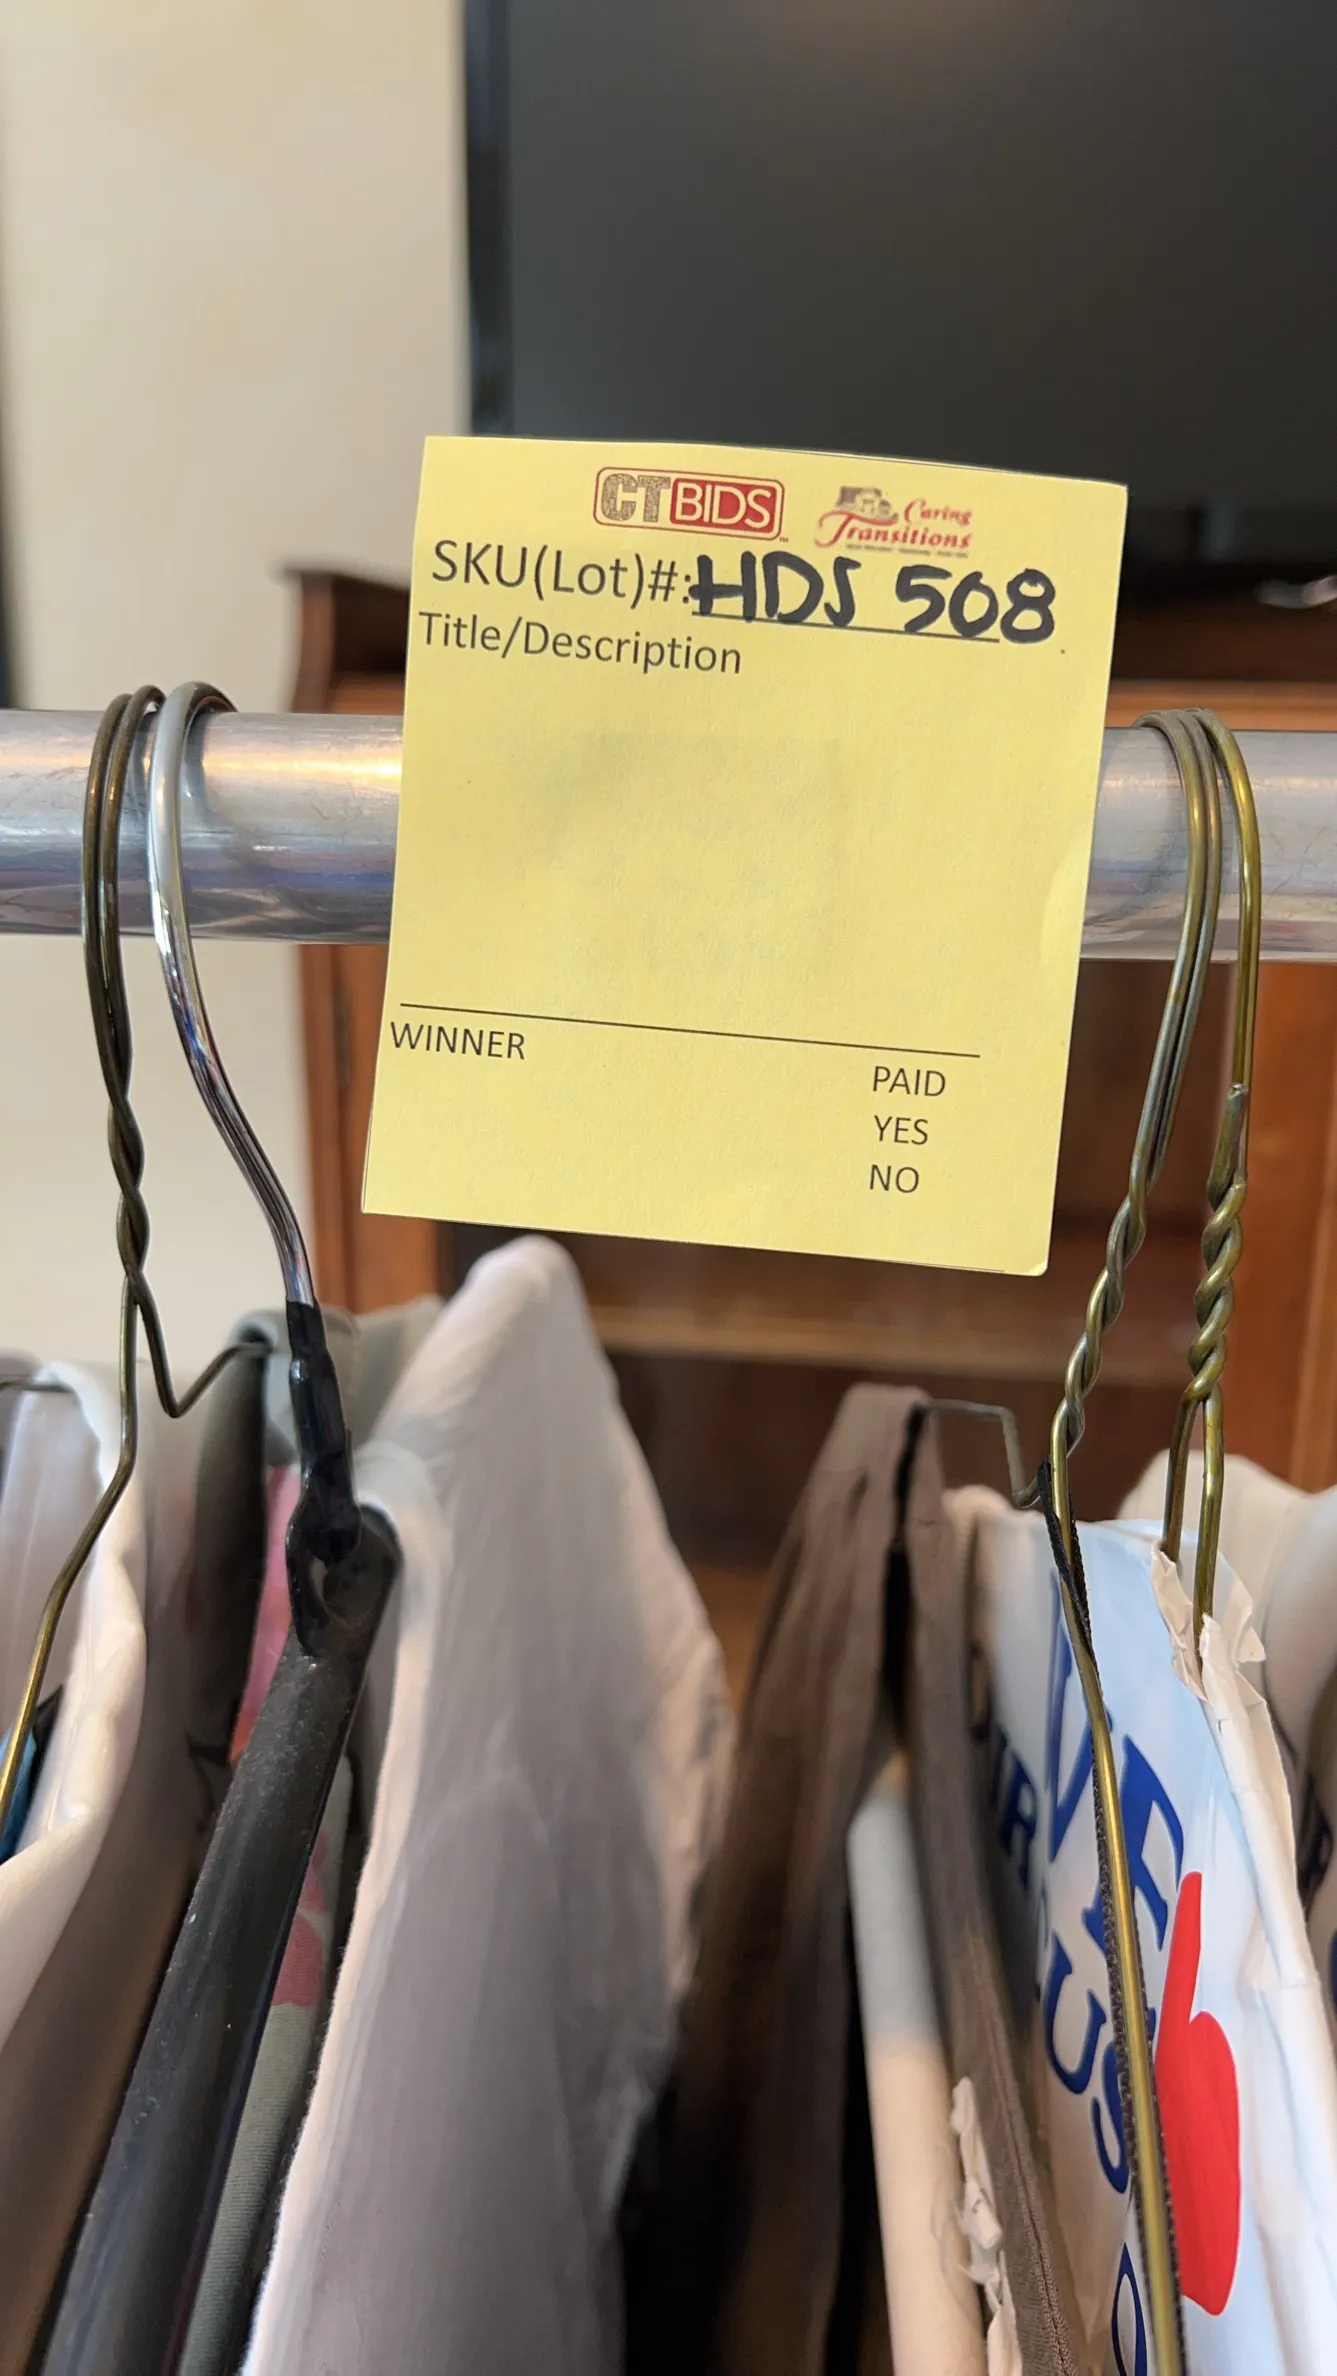 CTBIDS
Caring
Transitions
SKU(Lot)#: HDS 508
Title/Description
WINNER
PAID
YES
NO